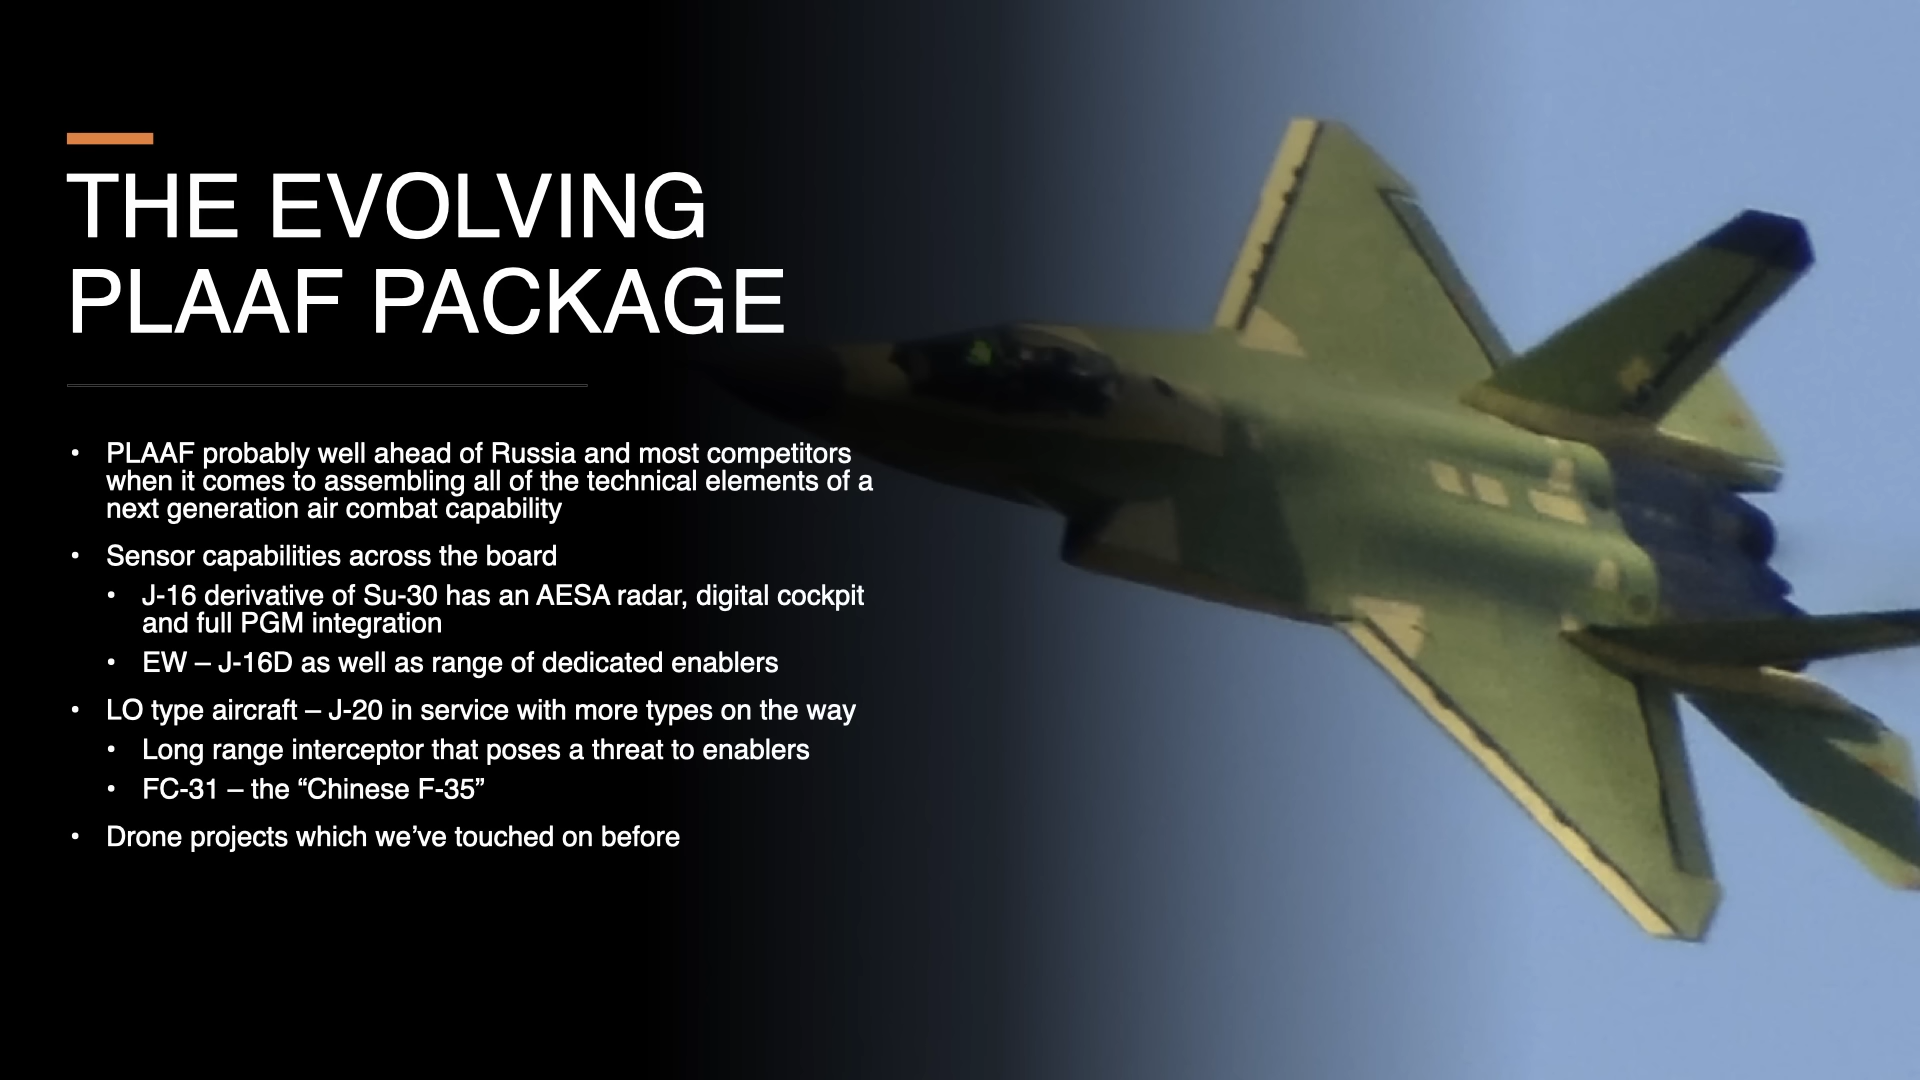 THE EVOLVING
PLAAF PACKAGE
• PLAAF probably well ahead of Russia and most competitors
when it comes to assembling all of the technical elements of a
next generation air combat capability
• Sensor capabilities across the board
• J-16 derivative of Su-30 has an AESA radar, digital cockpit
and full PGM integration
• EW – J-16D as well as range of dedicated enablers
• LO type aircraft – J-20 in service with more types on the way
• Long range interceptor that poses a threat to enablers
• FC-31 – the “Chinese F-35”
• Drone projects which we’ve touched on before